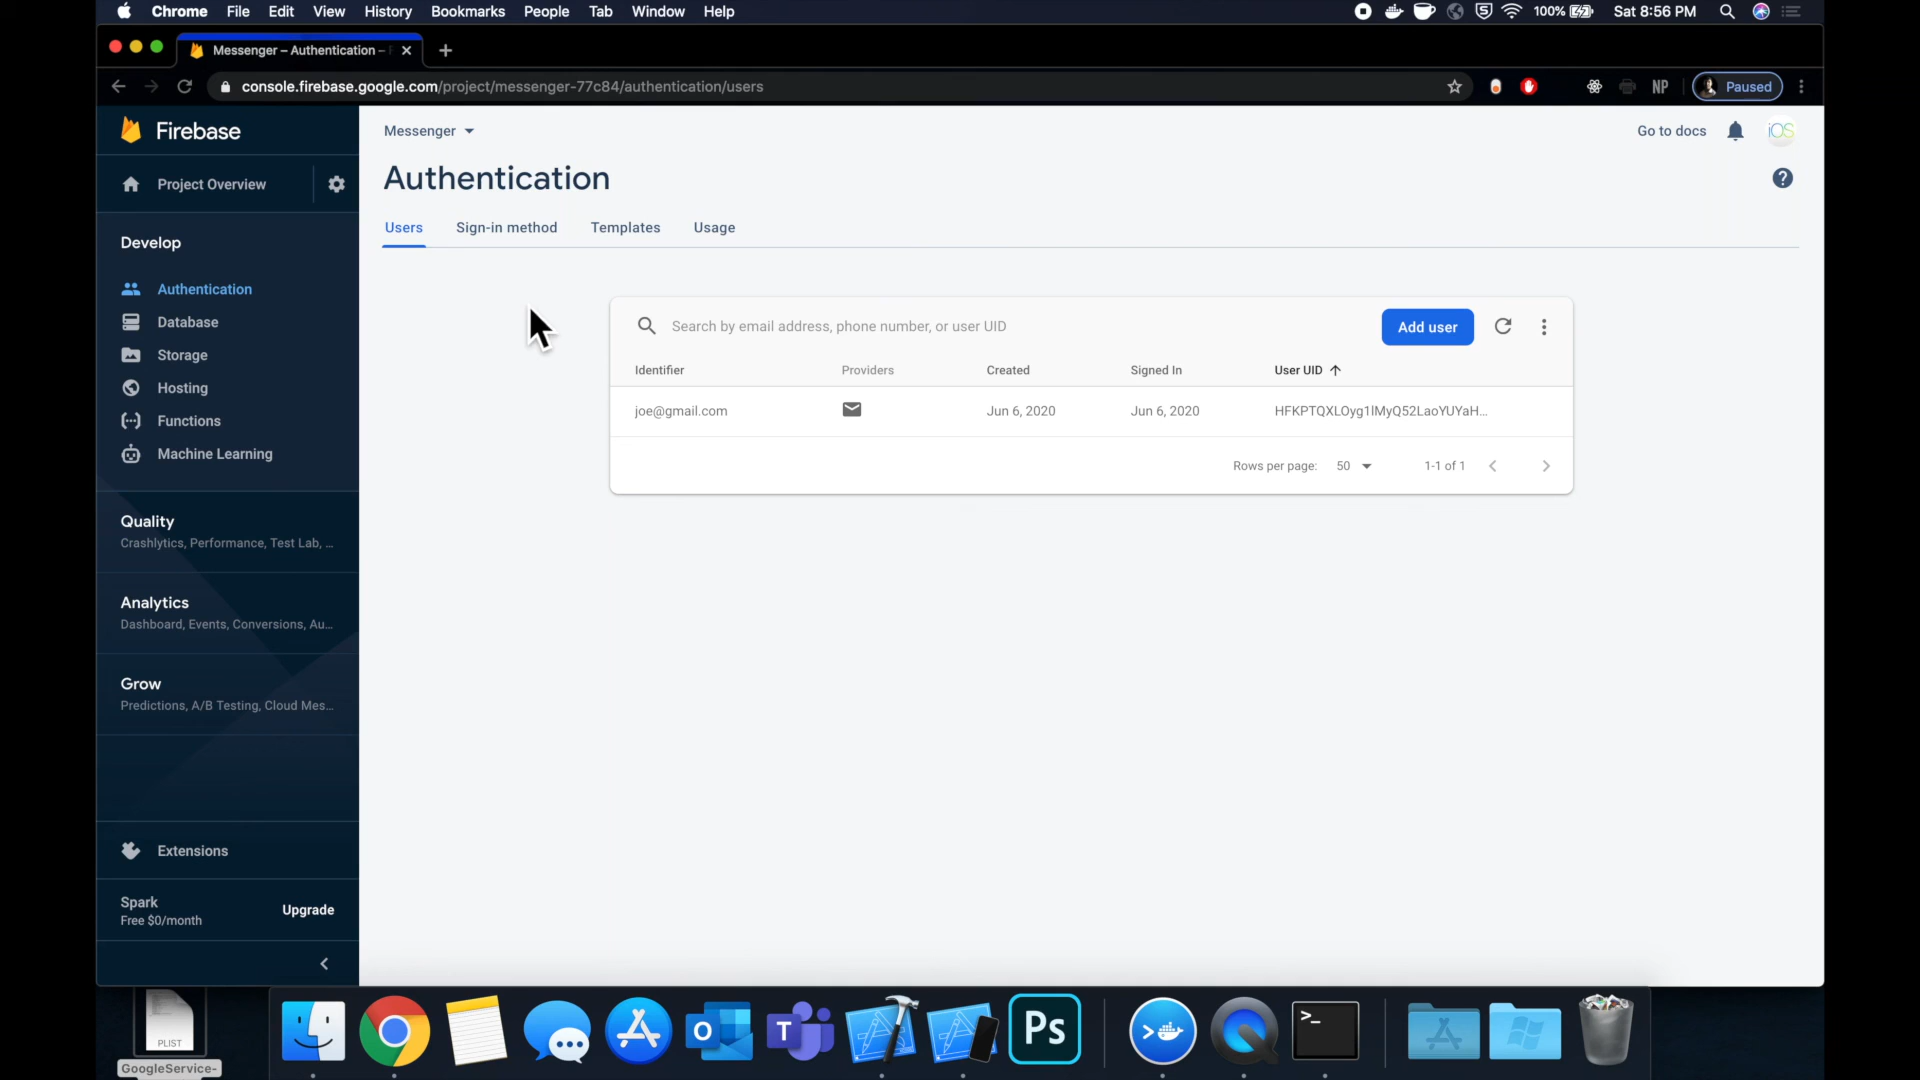 Chrome File Edit View History Bookmarks People Tab Window Help
100% Sat 8:56 PM
Messenger – Authentication –
console.firebase.google.com/project/messenger-77c84/authentication/users
NP
Paused
Firebase
Project Overview
Develop
Authentication
Database
Storage
Hosting
Functions
Machine Learning
Quality
Crashlytics, Performance, Test Lab, ...
Analytics
Dashboard, Events, Conversions, Au...
Grow
Predictions, A/B Testing, Cloud Mes...
Extensions
Spark
Free $0/month
Upgrade
Messenger
Go to docs
iOS
Authentication
Users Sign-in method Templates Usage
Search by email address, phone number, or user UID
Add user
Identifier Providers Created Signed In User UID
joe@gmail.com Jun 6, 2020 Jun 6, 2020 HFKPTQXLOyg1IMyQ52LaoYUYaH...
Rows per page: 50 1-1 of 1
PLIST
GoogleService-
O
T
Ps
>_